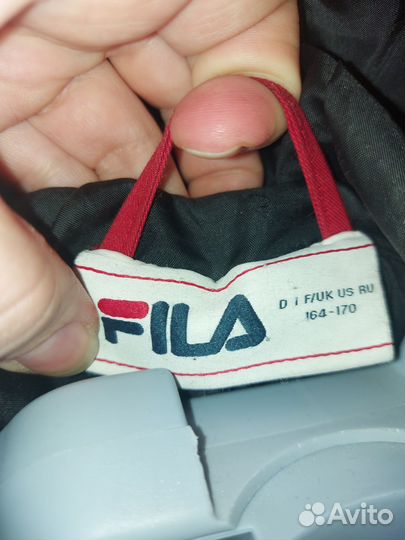 FILA
D I F/UK US RU
164-170
Avito